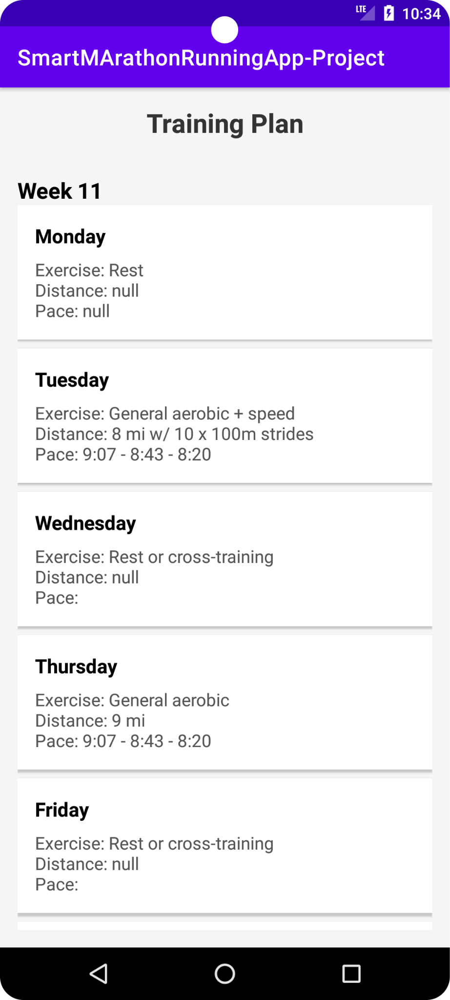 LTE 10:34
SmartMArathonRunningApp-Project
Training Plan
Week 11
Monday
Exercise: Rest
Distance: null
Pace: null
Tuesday
Exercise: General aerobic + speed
Distance: 8 mi w/ 10 x 100m strides
Pace: 9:07 - 8:43 - 8:20
Wednesday
Exercise: Rest or cross-training
Distance: null
Pace:
Thursday
Exercise: General aerobic
Distance: 9 mi
Pace: 9:07 - 8:43 - 8:20
Friday
Exercise: Rest or cross-training
Distance: null
Pace: